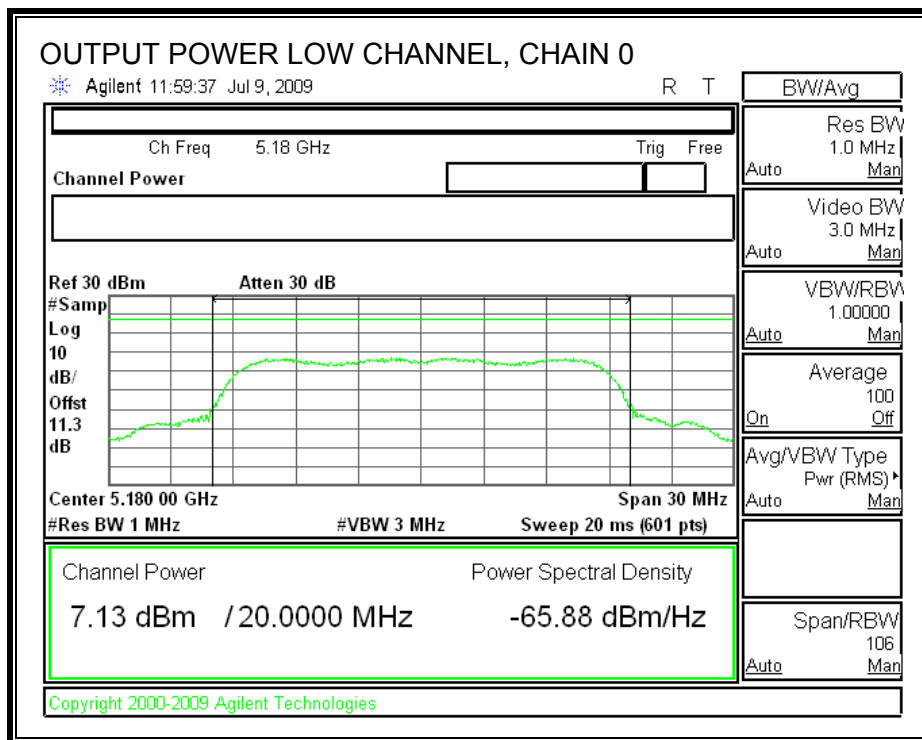 OUTPUT POWER LOW CHANNEL, CHAIN 0
Agilent 11:59:37 Jul 9, 2009 R T
Ch Freq 5.18 GHz Trig Free
Channel Power
Ref 30 dBm Atten 30 dB
#Samp
Log
10
dB/
Offst
11.3
dB
Center 5.180 00 GHz Span 30 MHz
#Res BW 1 MHz #VBW 3 MHz Sweep 20 ms (601 pts)
Channel Power Power Spectral Density
7.13 dBm / 20.0000 MHz -65.88 dBm/Hz
Copyright 2000-2009 Agilent Technologies
BW/Avg
Res BW
1.0 MHz
Auto Man
Video BW
3.0 MHz
Auto Man
VBW/RBW
1.00000
Auto Man
Average
100
On Off
Avg/VBW Type
Pwr (RMS)
Auto Man
Span/RBW
106
Auto Man